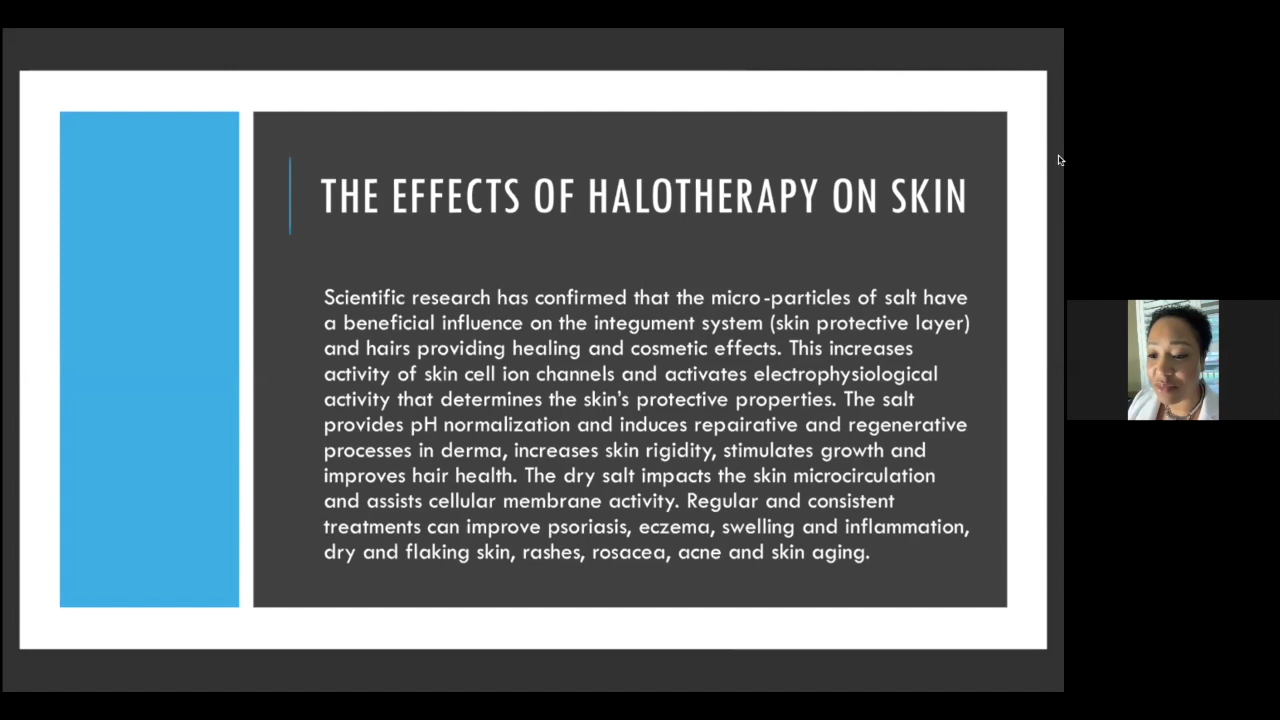 THE EFFECTS OF HALOTHERAPY ON SKIN
Scientific research has confirmed that the micro-particles of salt have
a beneficial influence on the integument system (skin protective layer)
and hairs providing healing and cosmetic effects. This increases
activity of skin cell ion channels and activates electrophysiological
activity that determines the skin's protective properties. The salt
provides pH normalization and induces repairative and regenerative
processes in derma, increases skin rigidity, stimulates growth and
improves hair health. The dry salt impacts the skin microcirculation
and assists cellular membrane activity. Regular and consistent
treatments can improve psoriasis, eczema, swelling and inflammation,
dry and flaking skin, rashes, rosacea, acne and skin aging.